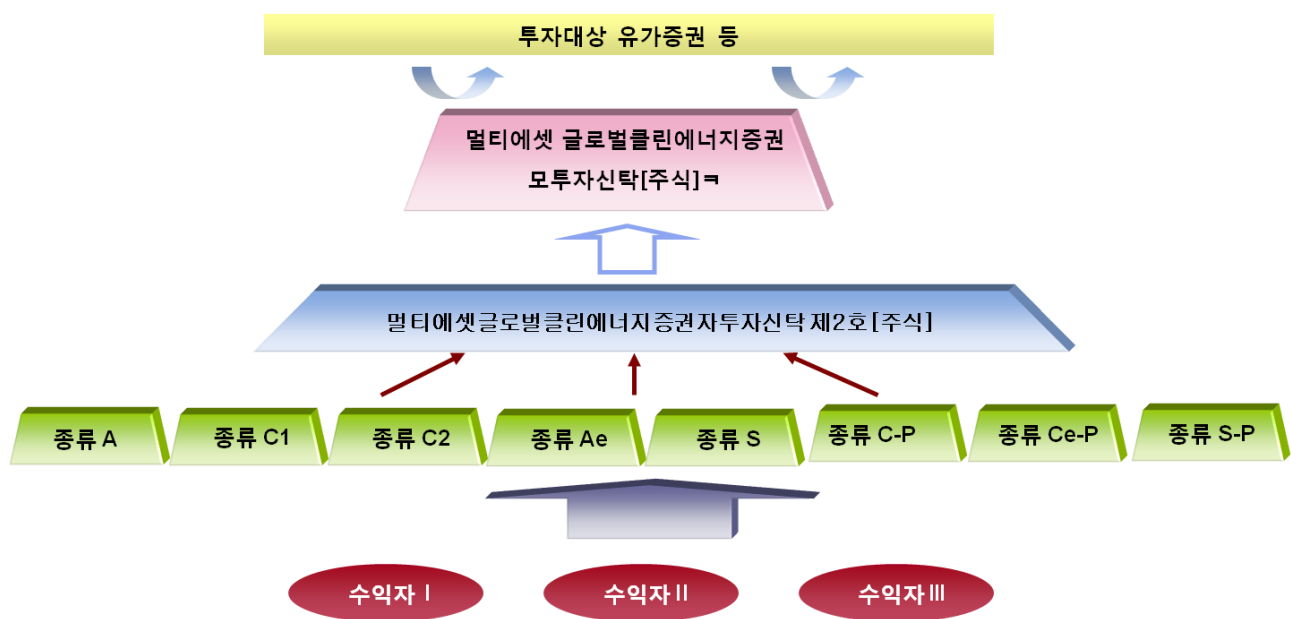 투자대상 유가증권 등
멀티에셋 글로벌클린에너지증권
모투자신탁[주식]ㅋ
멀티에셋글로벌클린에너지증권자투자신탁 제2호[주식]
종류 A
종류 C1
종류 C2
종류 Ae
종류 S
종류 C-P
종류 Ce-P
종류 S-P
수익자 Ⅰ
수익자 Ⅱ
수익자 Ⅲ